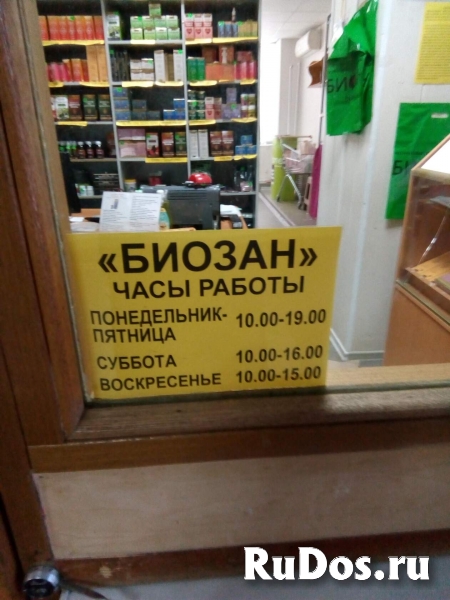 БИО
«БИОЗАН»
ЧАСЫ РАБОТЫ
ПОНЕДЕЛЬНИК-
ПЯТНИЦА 10.00-19.00
СУББОТА 10.00-16.00
ВОСКРЕСЕНЬЕ 10.00-15.00
RuDos.ru